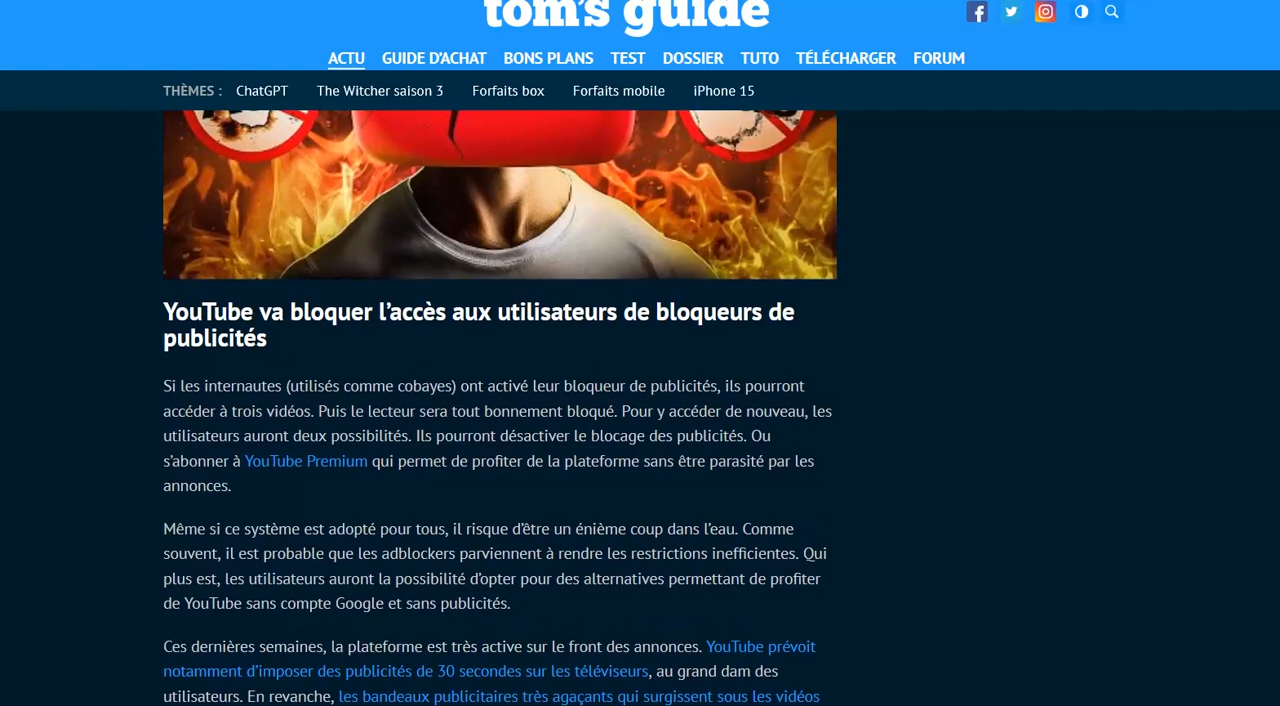 tom's guide
ACTU GUIDE D'ACHAT BONS PLANS TEST DOSSIER TUTO TÉLÉCHARGER FORUM
THÈMES : ChatGPT The Witcher saison 3 Forfaits box Forfaits mobile iPhone 15
YouTube va bloquer l’accès aux utilisateurs de bloqueurs de
publicités
Si les internautes (utilisés comme cobayes) ont activé leur bloqueur de publicités, ils pourront
accéder à trois vidéos. Puis le lecteur sera tout bonnement bloqué. Pour y accéder de nouveau, les
utilisateurs auront deux possibilités. Ils pourront désactiver le blocage des publicités. Ou
s’abonner à YouTube Premium qui permet de profiter de la plateforme sans être parasité par les
annonces.
Même si ce système est adopté pour tous, il risque d’être un énième coup dans l’eau. Comme
souvent, il est probable que les adblockers parviennent à rendre les restrictions inefficientes. Qui
plus est, les utilisateurs auront la possibilité d’opter pour des alternatives permettant de profiter
de YouTube sans compte Google et sans publicités.
Ces dernières semaines, la plateforme est très active sur le front des annonces. YouTube prévoit
notamment d’imposer des publicités de 30 secondes sur les téléviseurs, au grand dam des
utilisateurs. En revanche, les bandeaux publicitaires très agaçants qui surgissent sous les vidéos